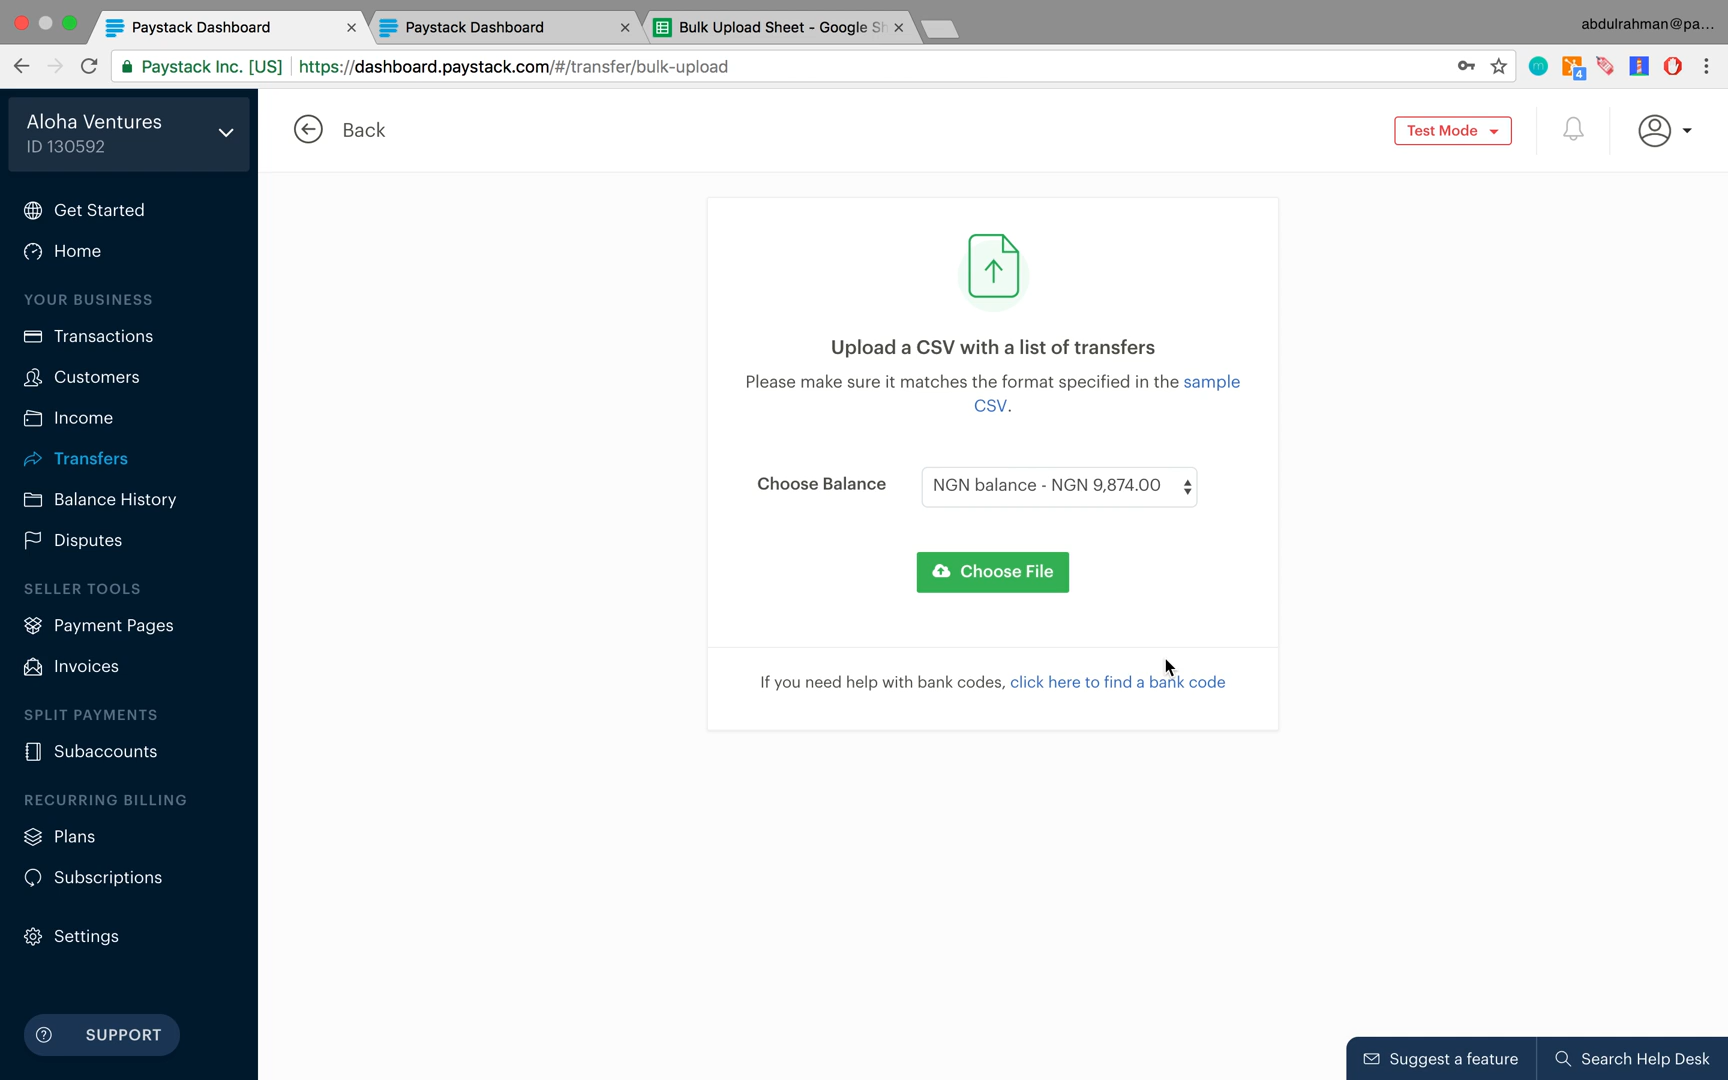 Paystack Dashboard
Paystack Dashboard
Bulk Upload Sheet - Google Sh
abdulrahman@pa...
Paystack Inc. [US]
https://dashboard.paystack.com/#/transfer/bulk-upload
4
Aloha Ventures
ID 130592
Back
Test Mode
Get Started
Home
YOUR BUSINESS
Transactions
Customers
Income
Transfers
Balance History
Disputes
SELLER TOOLS
Payment Pages
Invoices
SPLIT PAYMENTS
Subaccounts
RECURRING BILLING
Plans
Subscriptions
Settings
SUPPORT
Upload a CSV with a list of transfers
Please make sure it matches the format specified in the sample
CSV.
Choose Balance
NGN balance - NGN 9,874.00
Choose File
If you need help with bank codes, click here to find a bank code
Suggest a feature
Search Help Desk